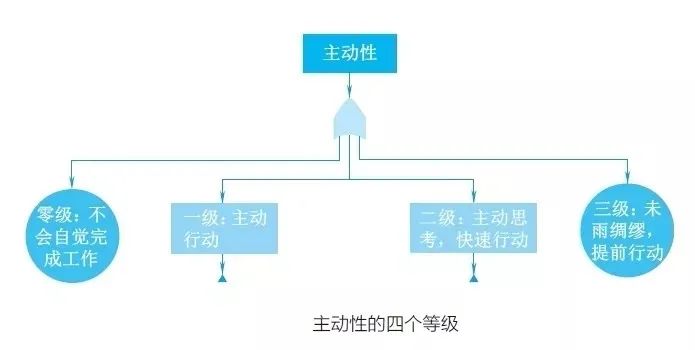 主动性
零级：不
会自觉完
成工作
一级：主动
行动
二级：主动思
考，快速行动
三级：未
雨绸缪，
提前行动
主动性的四个等级